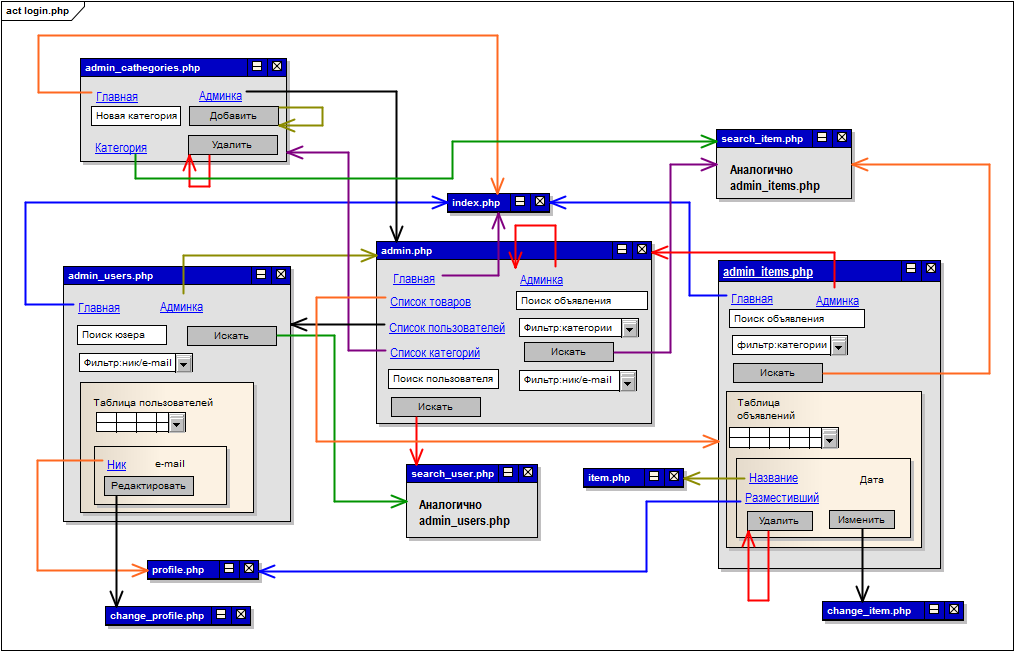 act login.php
admin_cathegories.php
Главная
Админка
Новая категория
Добавить
Категория
Удалить
search_item.php
Аналогично
admin_items.php
index.php
admin.php
Главная
Админка
Список товаров
Поиск объявления
Список пользователей
Фильтр:категории
Список категорий
Искать
Поиск пользователя
Фильтр:ник/e-mail
Искать
admin_users.php
Главная
Админка
Поиск юзера
Искать
Фильтр:ник/e-mail
Таблица пользователей
Ник
e-mail
Редактировать
admin_items.php
Главная
Админка
Поиск объявления
фильтр:категории
Искать
Таблица
объявлений
Название
Дата
Разместивший
Удалить
Изменить
search_user.php
Аналогично
admin_users.php
item.php
profile.php
change_profile.php
change_item.php